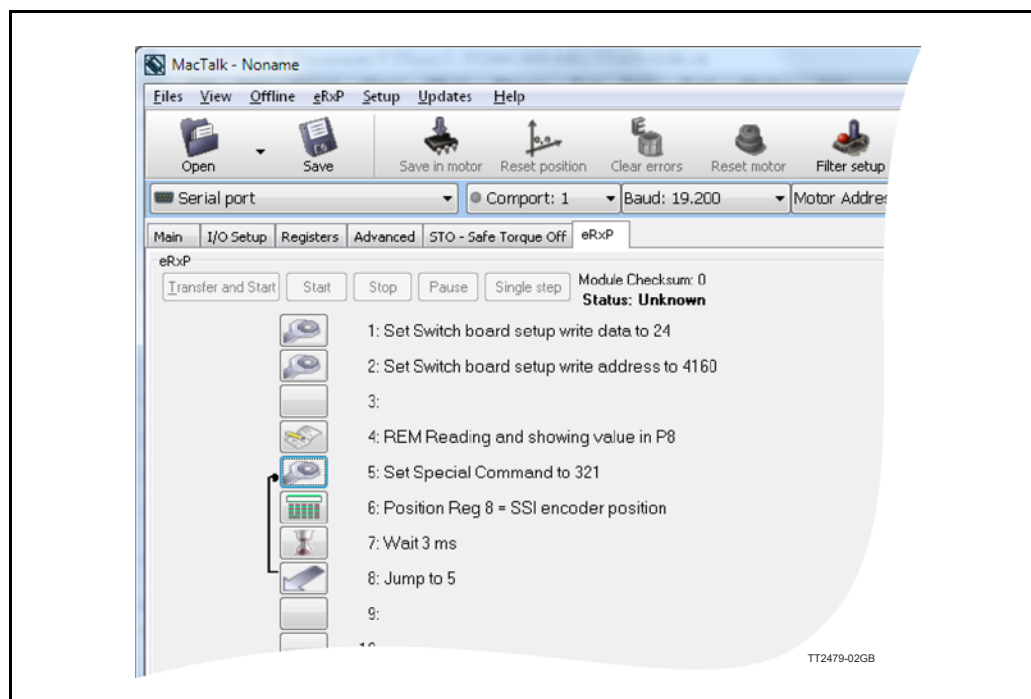 MacTalk - Noname
Files View Offline eRxP Setup Updates Help
Open Save Save in motor Reset position Clear errors Reset motor Filter setup
Serial port Comport: 1 Baud: 19.200 Motor Addre
Main I/O Setup Registers Advanced STO - Safe Torque Off eRxP
eRxP
Transfer and Start Start Stop Pause Single step Module Checksum: 0
Status: Unknown
1: Set Switch board setup write data to 24
2: Set Switch board setup write address to 4160
3:
4: REM Reading and showing value in P8
5: Set Special Command to 321
6: Position Reg 8 = SSI encoder position
7: Wait 3 ms
8: Jump to 5
9:
TT2479-02GB